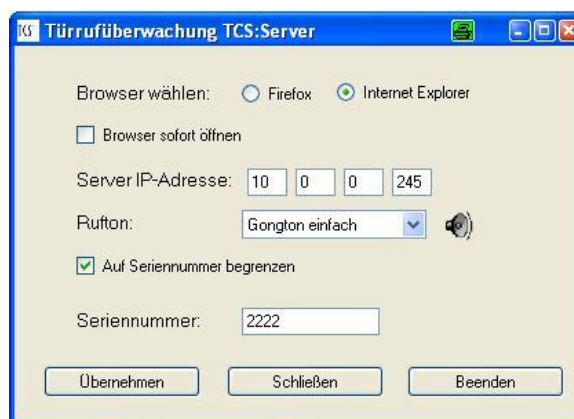 TCS Türrufüberwachung TCS:Server
Browser wählen: Firefox Internet Explorer
Browser sofort öffnen
Server IP-Adresse: 10 0 0 245
Rufton: Gongton einfach
Auf Seriennummer begrenzen
Seriennummer: 2222
Übernehmen Schließen Beenden